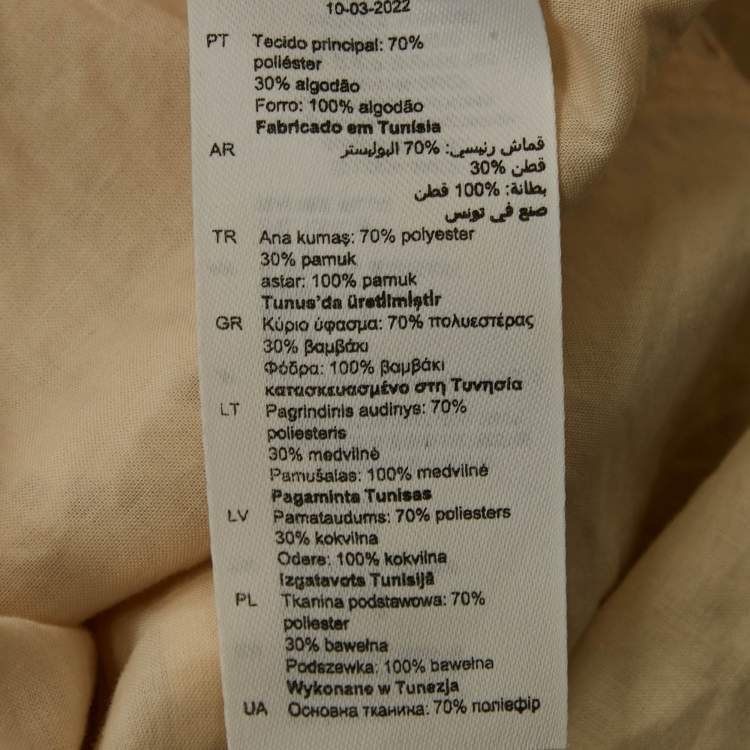 10-03-2022
PT Tecido principal: 70%
poliéster
30% algodão
Forro: 100% algodão
Fabricado em Tunísia
AR قماش رئيسي: 70% البوليستر
قطن 30%
بطانة: 100% قطن
صنع في تونس
TR Ana kumaş: 70% polyester
30% pamuk
astar: 100% pamuk
Tunus'da üretilmiştir
GR Κύριο ύφασμα: 70% πολυεστέρας
30% βαμβάκι
Φόδρα: 100% βαμβάκι
κατασκευασμένο στη Τυνησία
LT Pagrindinis audinys: 70%
poliesteris
30% medvilnė
Pamušalas: 100% medvilnė
Pagaminta Tunisas
LV Pamataudums: 70% poliesters
30% kokvilna
Odere: 100% kokvilna
Izgatavots Tunisijā
PL Tkanina podstawowa: 70%
poliester
30% bawełna
Podszewka: 100% bawełna
Wykonane w Tunezja
UA Основна тканина: 70% поліефір